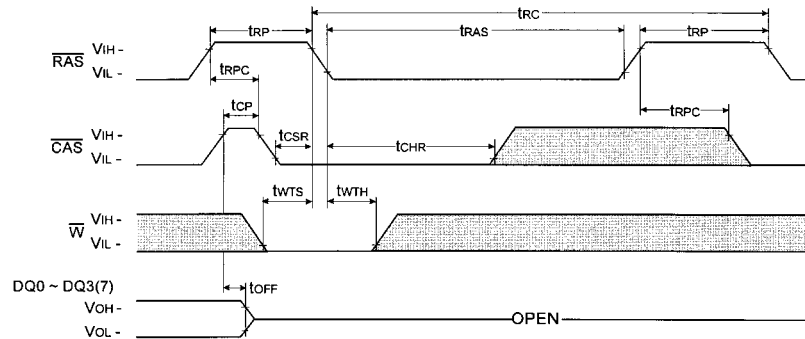 tRC
tRP
tRAS
tRP
RAS
VIH -
VIL -
tRPC
tRPC
tCP
tCSR
tCHR
CAS
VIH -
VIL -
tWTS
tWTH
W
VIH -
VIL -
DQ0 ~ DQ3(7)
tOFF
VOH -
VOL -
OPEN